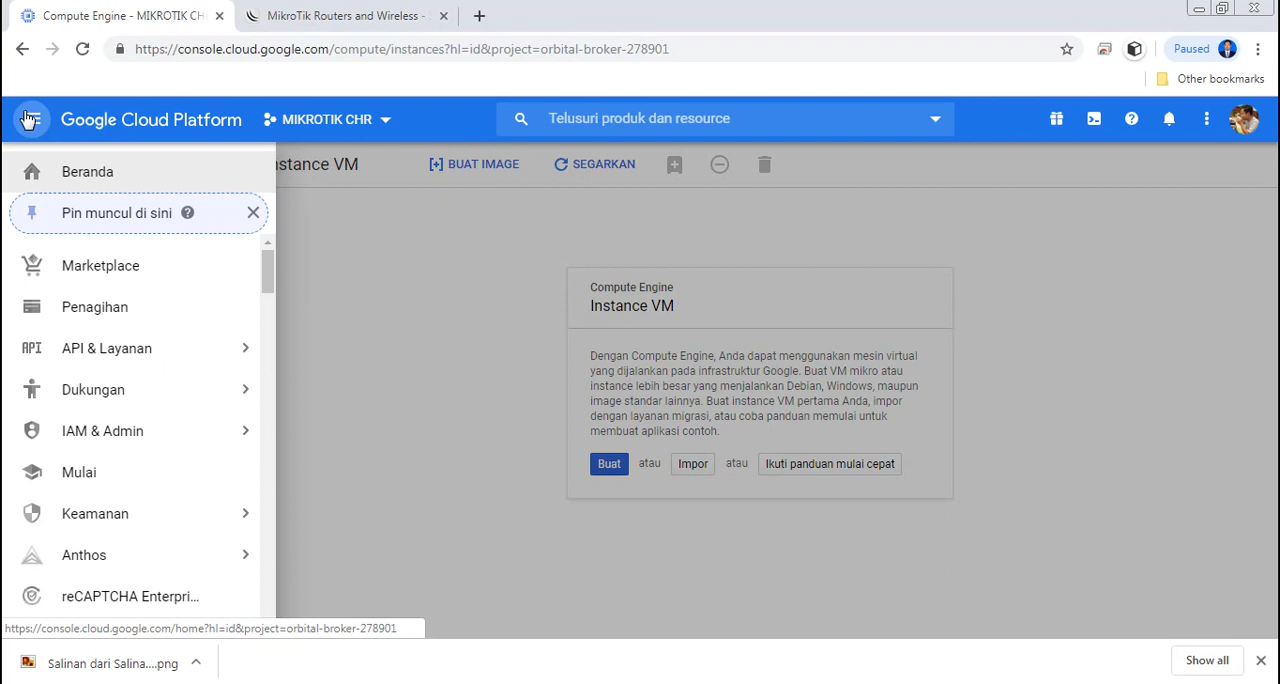 Compute Engine - MIKROTIK CH
MikroTik Routers and Wireless -
https://console.cloud.google.com/compute/instances?hl=id&project=orbital-broker-278901
Paused
Other bookmarks
Google Cloud Platform
MIKROTIK CHR
Telusuri produk dan resource
Beranda
nstance VM
BUAT IMAGE
SEGARKAN
Pin muncul di sini
Marketplace
Penagihan
API API & Layanan
Dukungan
IAM & Admin
Mulai
Keamanan
Anthos
reCAPTCHA Enterpri...
Compute Engine
Instance VM
Dengan Compute Engine, Anda dapat menggunakan mesin virtual
yang dijalankan pada infrastruktur Google. Buat VM mikro atau
instance lebih besar yang menjalankan Debian, Windows, maupun
image standar lainnya. Buat instance VM pertama Anda, impor
dengan layanan migrasi, atau coba panduan memulai untuk
membuat aplikasi contoh.
Buat atau Impor atau Ikuti panduan mulai cepat
https://console.cloud.google.com/home?hl=id&project=orbital-broker-278901
Salinan dari Salina....png
Show all